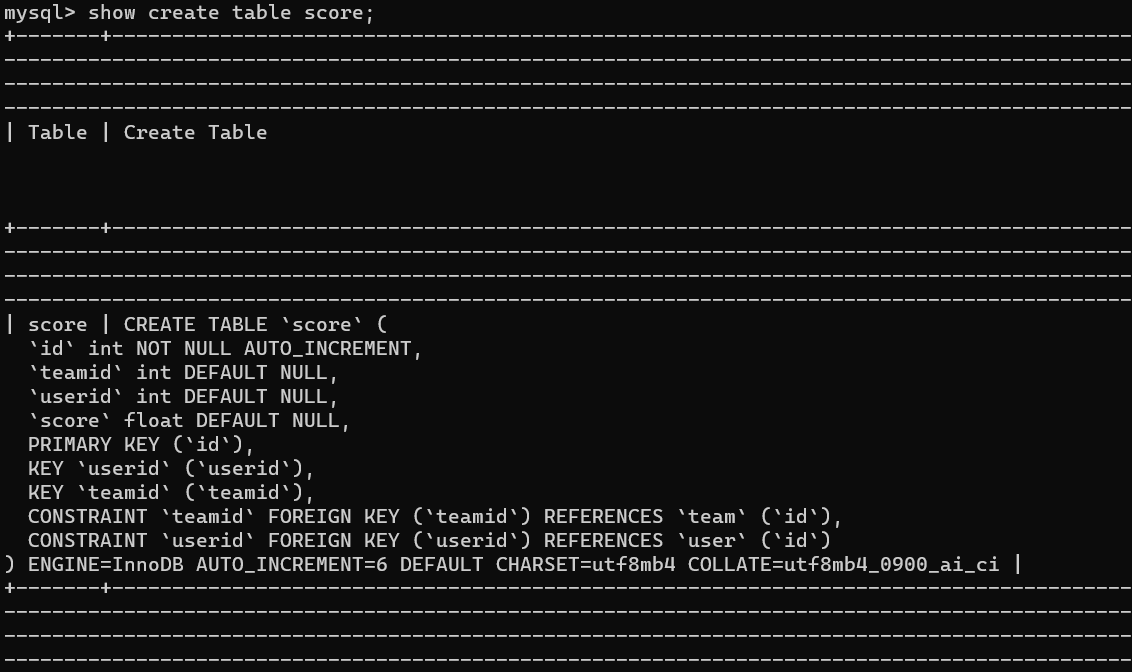 mysql> show create table score;
+-------+-------------------------------------------------------------------------------------
----------------------------------------------------------------------------------------------
----------------------------------------------------------------------------------------------
----------------------------------------------------------------------------------------------
| Table | Create Table
+-------+-------------------------------------------------------------------------------------
----------------------------------------------------------------------------------------------
----------------------------------------------------------------------------------------------
----------------------------------------------------------------------------------------------
| score | CREATE TABLE `score` (
  `id` int NOT NULL AUTO_INCREMENT,
  `teamid` int DEFAULT NULL,
  `userid` int DEFAULT NULL,
  `score` float DEFAULT NULL,
  PRIMARY KEY (`id`),
  KEY `userid` (`userid`),
  KEY `teamid` (`teamid`),
  CONSTRAINT `teamid` FOREIGN KEY (`teamid`) REFERENCES `team` (`id`),
  CONSTRAINT `userid` FOREIGN KEY (`userid`) REFERENCES `user` (`id`)
) ENGINE=InnoDB AUTO_INCREMENT=6 DEFAULT CHARSET=utf8mb4 COLLATE=utf8mb4_0900_ai_ci |
+-------+-------------------------------------------------------------------------------------
----------------------------------------------------------------------------------------------
----------------------------------------------------------------------------------------------
----------------------------------------------------------------------------------------------